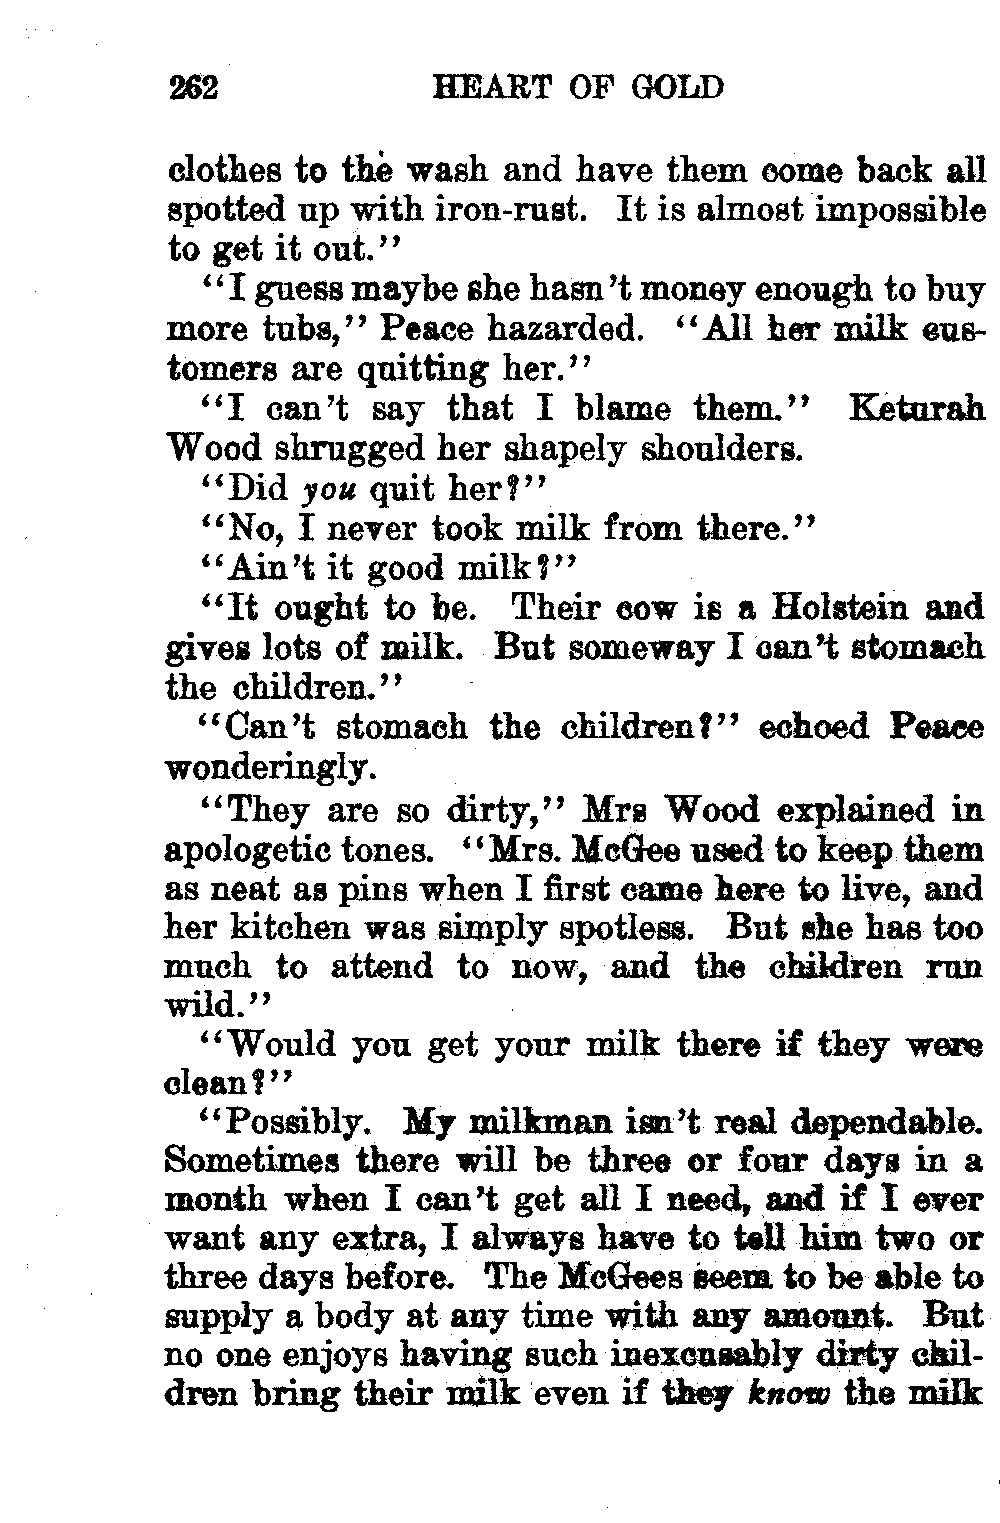 262 HEART OF GOLD
clothes to the wash and have them come back all
spotted up with iron-rust. It is almost impossible
to get it out."
"I guess maybe she hasn't money enough to buy
more tubs," Peace hazarded. "All her milk cus-
tomers are quitting her."
"I can't say that I blame them." Keturah
Wood shrugged her shapely shoulders.
"Did you quit her?"
"No, I never took milk from there."
"Ain't it good milk?"
"It ought to be. Their cow is a Holstein and
gives lots of milk. But someway I can't stomach
the children."
"Can't stomach the children?" echoed Peace
wonderingly.
"They are so dirty," Mrs Wood explained in
apologetic tones. "Mrs. McGee used to keep them
as neat as pins when I first came here to live, and
her kitchen was simply spotless. But she has too
much to attend to now, and the children run
wild."
"Would you get your milk there if they were
clean?"
"Possibly. My milkman isn't real dependable.
Sometimes there will be three or four days in a
month when I can't get all I need, and if I ever
want any extra, I always have to tell him two or
three days before. The McGees seem to be able to
supply a body at any time with any amount. But
no one enjoys having such inexcusably dirty chil-
dren bring their milk even if they know the milk